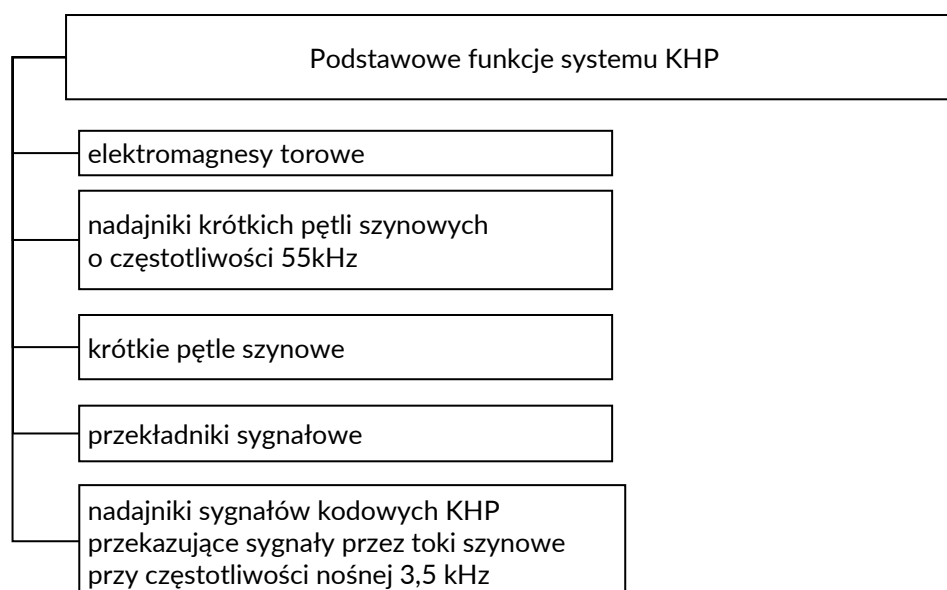 Podstawowe funkcje systemu KHP
elektromagnesy torowe
nadajniki krótkich pętli szynowych
o częstotliwości 55kHz
krótkie pętle szynowe
przekładniki sygnałowe
nadajniki sygnałów kodowych KHP
przekazujące sygnały przez toki szynowe
przy częstotliwości nośnej 3,5 kHz